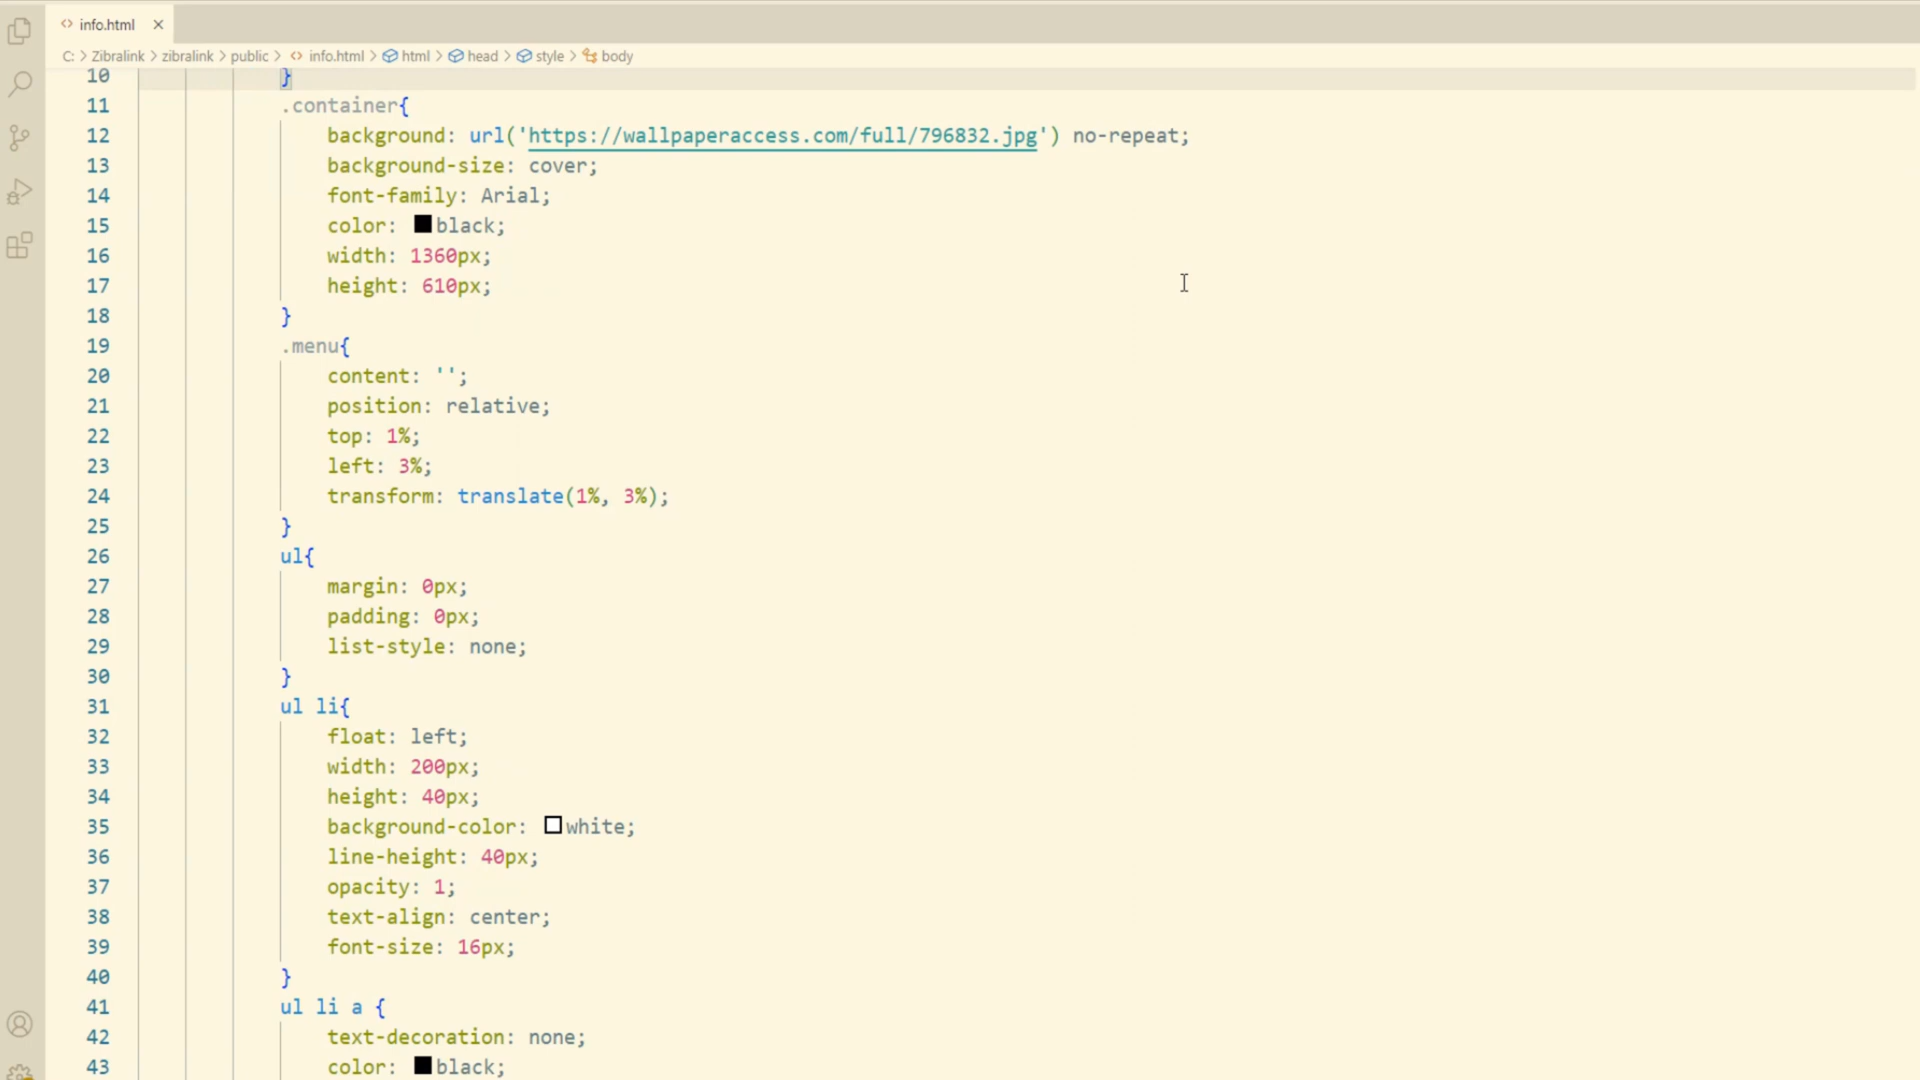 info.html
C: > Zibralink > zibralink > public > info.html > html > head > style > body
10 }
11 .container{
12 background: url('https://wallpaperaccess.com/full/796832.jpg') no-repeat;
13 background-size: cover;
14 font-family: Arial;
15 color: black;
16 width: 1360px;
17 height: 610px;
18 }
19 .menu{
20 content: '';
21 position: relative;
22 top: 1%;
23 left: 3%;
24 transform: translate(1%, 3%);
25 }
26 ul{
27 margin: 0px;
28 padding: 0px;
29 list-style: none;
30 }
31 ul li{
32 float: left;
33 width: 200px;
34 height: 40px;
35 background-color: white;
36 line-height: 40px;
37 opacity: 1;
38 text-align: center;
39 font-size: 16px;
40 }
41 ul li a {
42 text-decoration: none;
43 color: black;